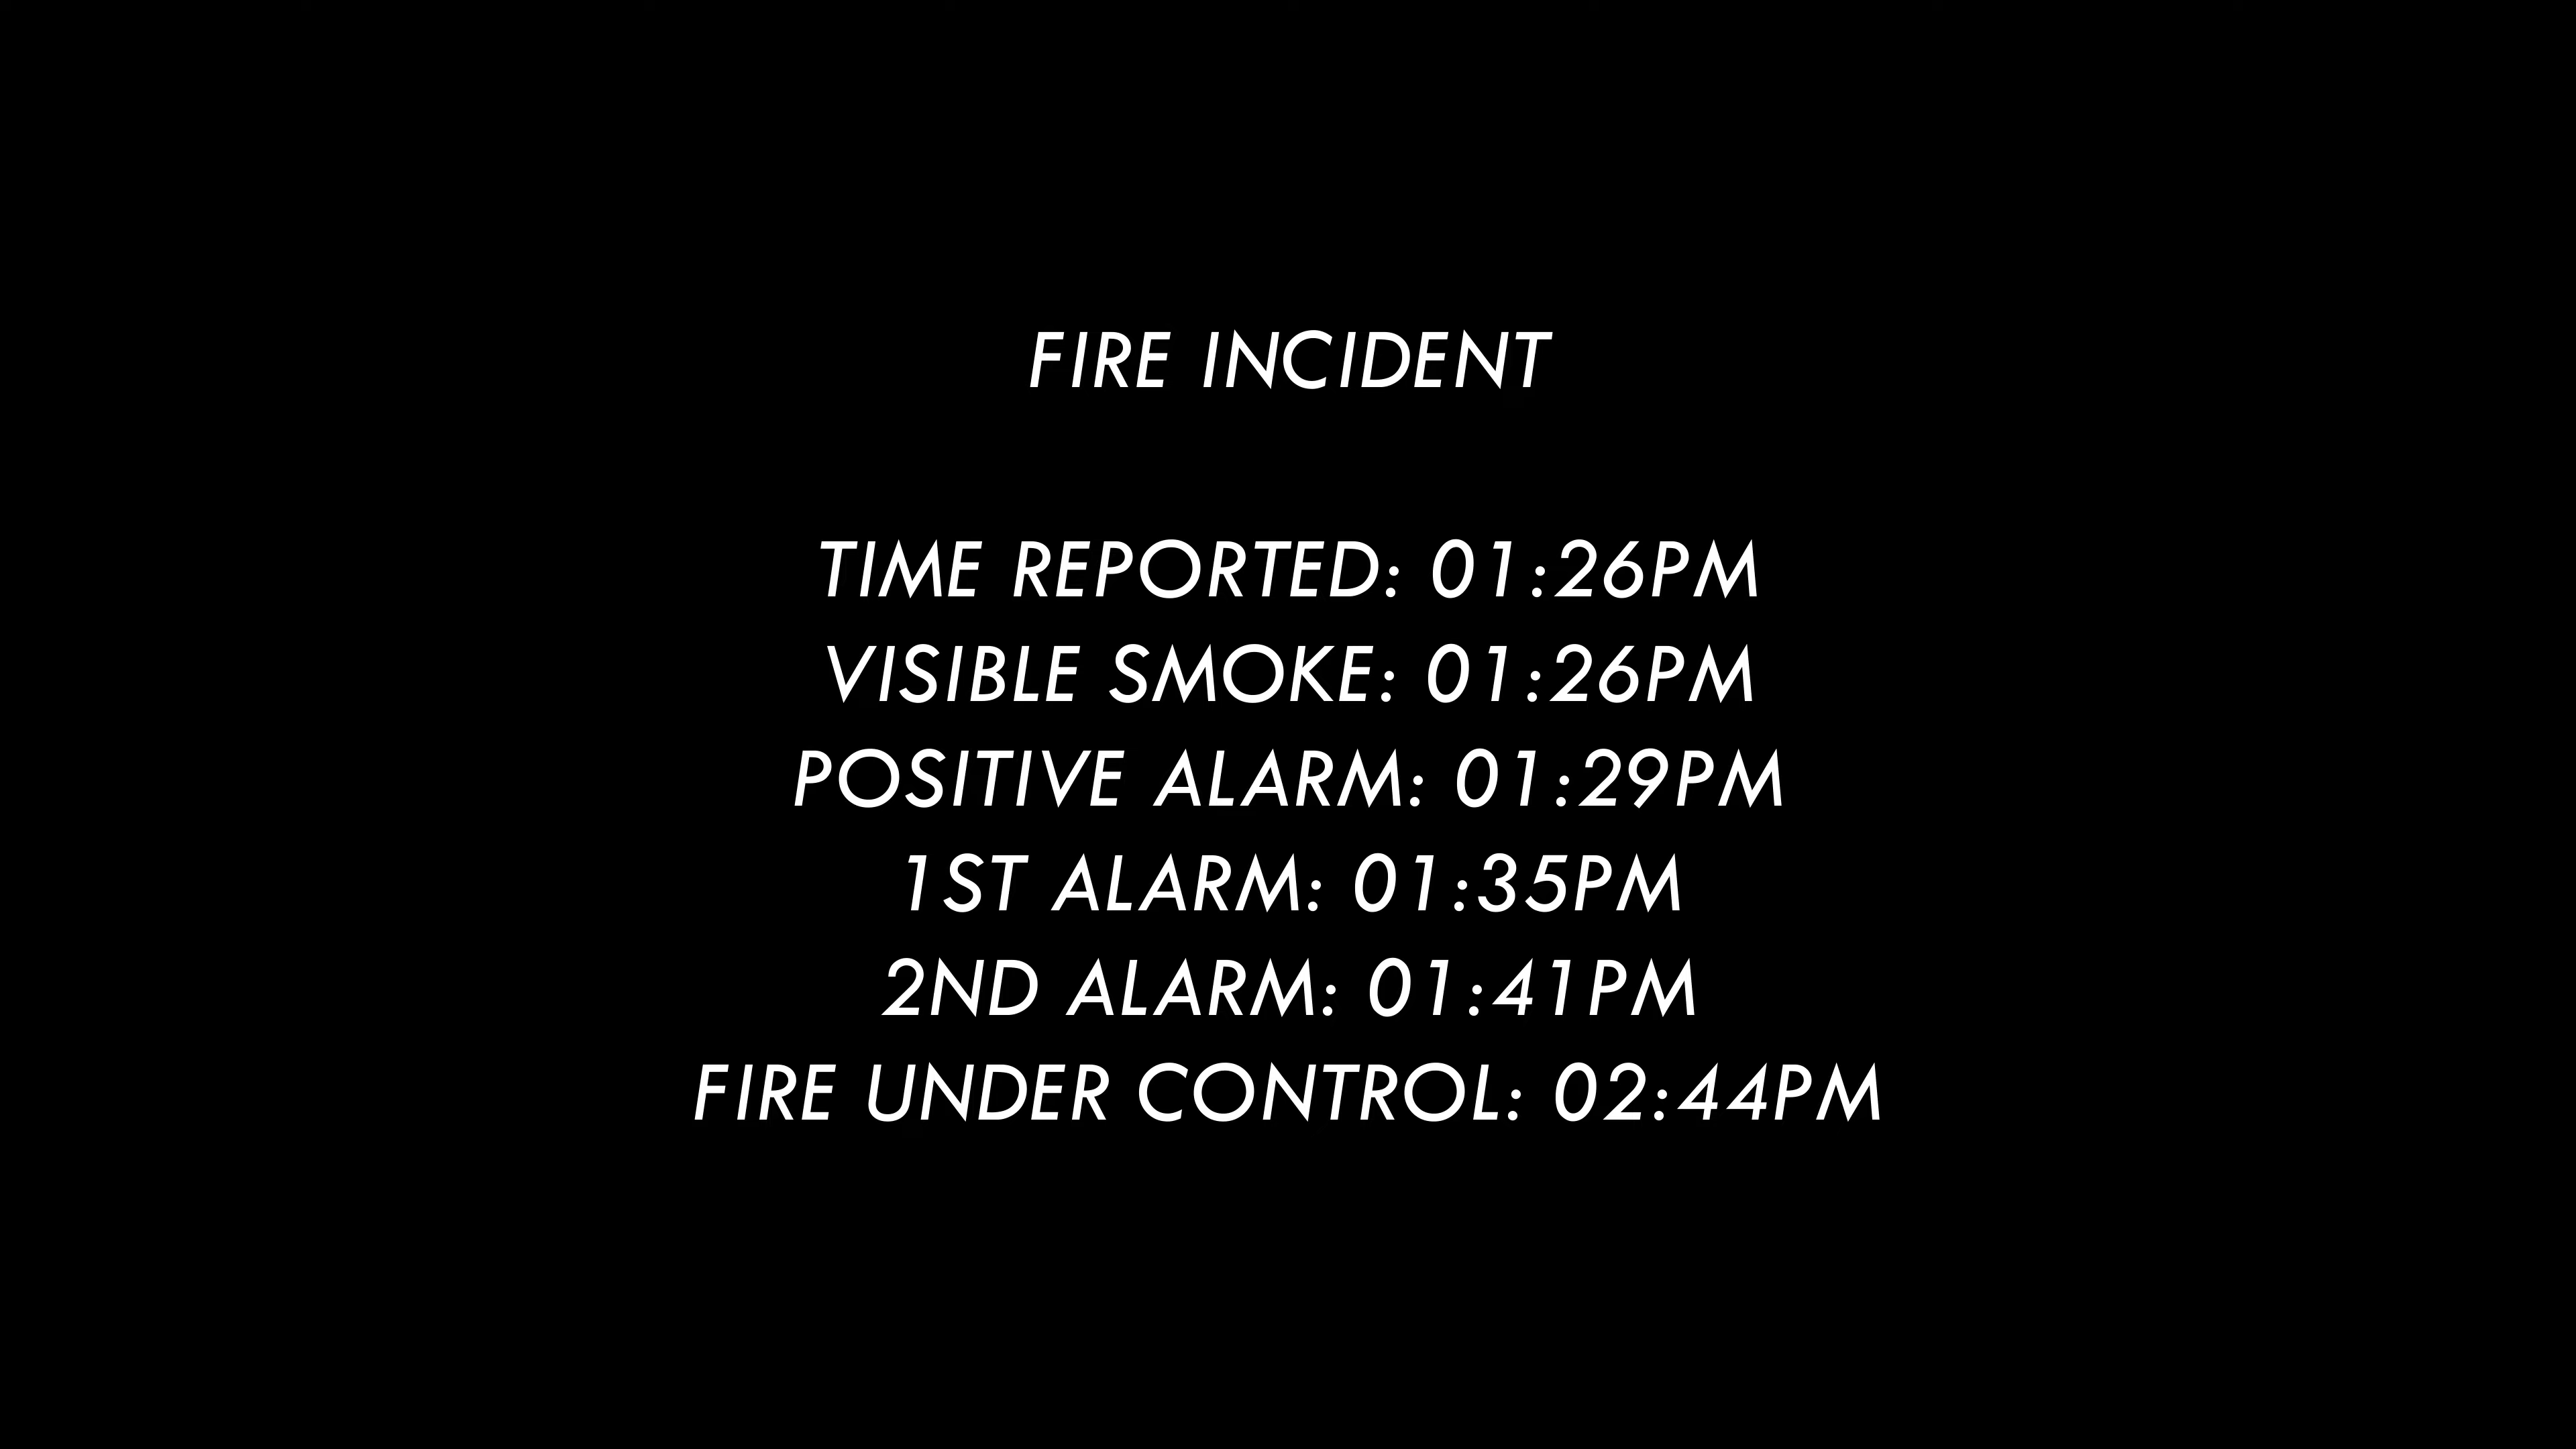 FIRE INCIDENT
TIME REPORTED: 01:26PM
VISIBLE SMOKE: 01:26PM
POSITIVE ALARM: 01:29PM
1ST ALARM: 01:35PM
2ND ALARM: 01:41PM
FIRE UNDER CONTROL: 02:44PM